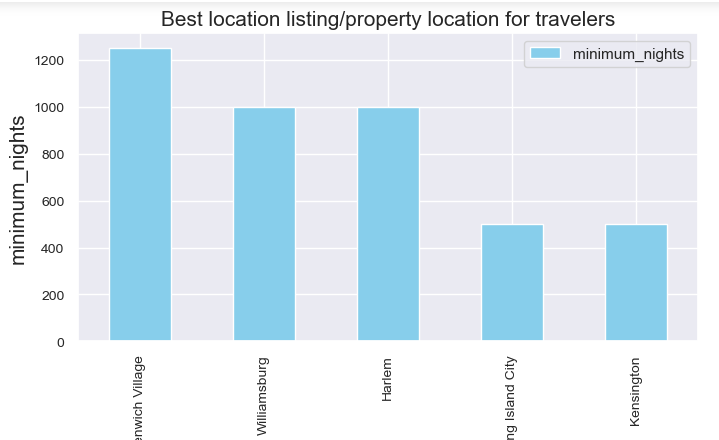 Best location listing/property location for travelers
minimum_nights
minimum_nights
1200
1000
800
600
400
200
0
enwich Village
Williamsburg
Harlem
ng Island City
Kensington